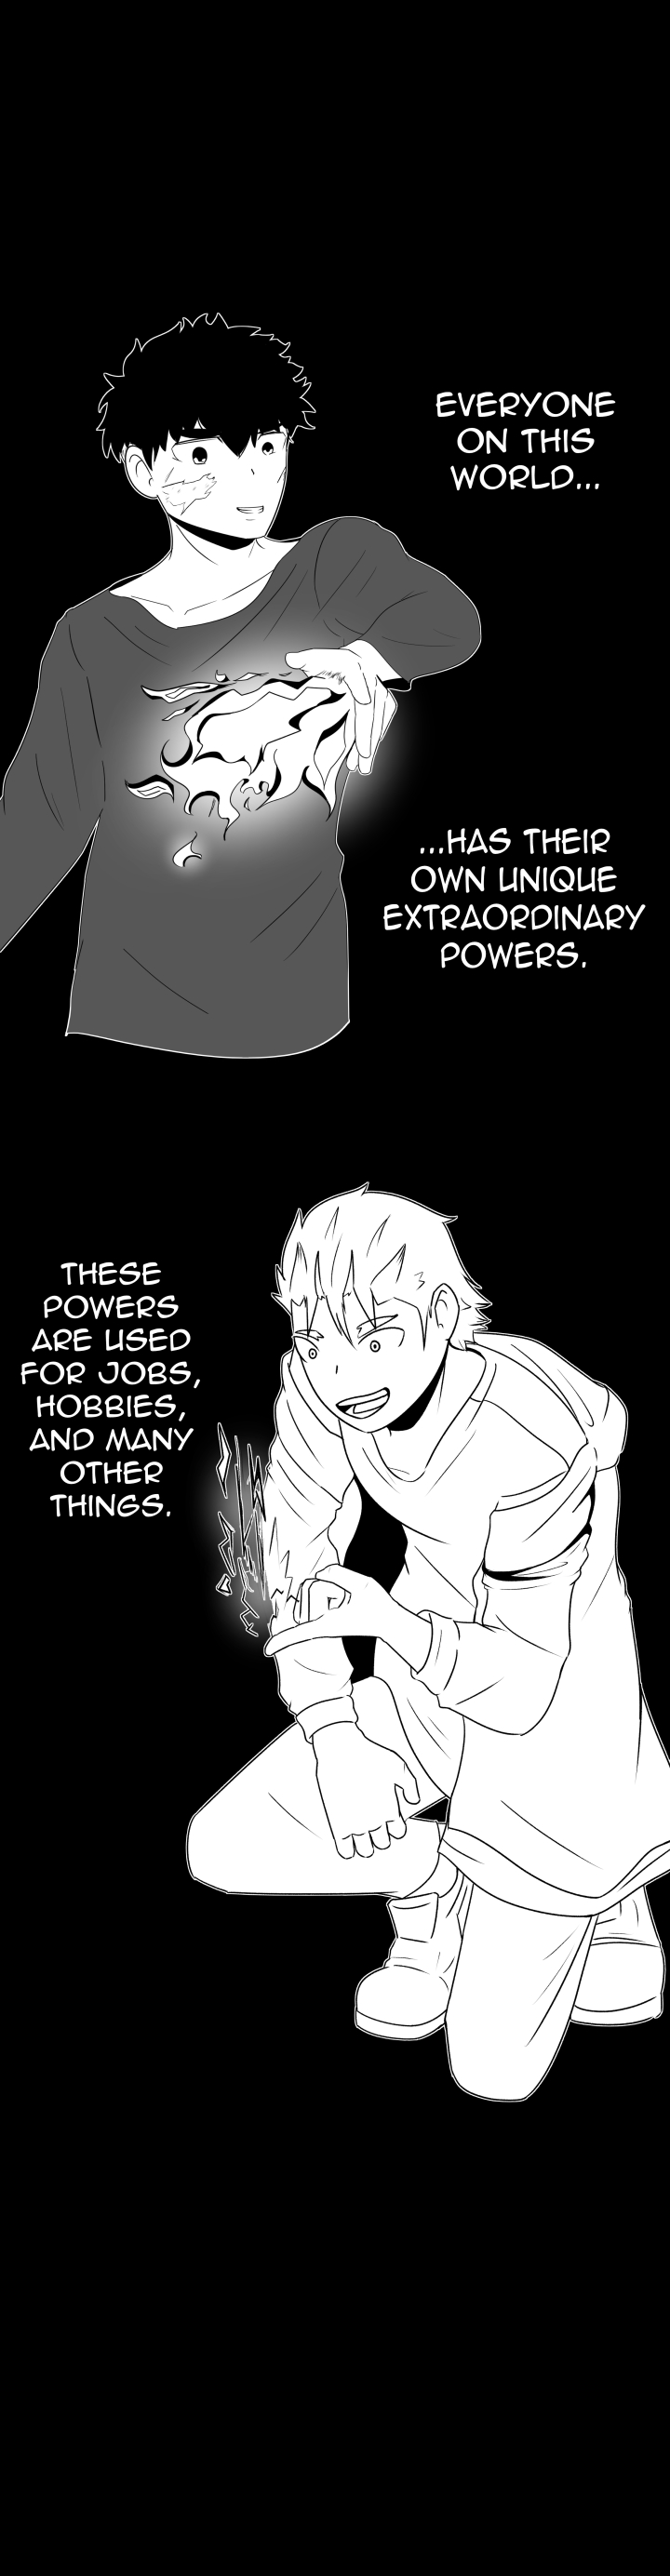 EVERYONE
ON THIS
WORLD...
...HAS THEIR
OWN UNIQUE
EXTRAORDINARY
POWERS.
THESE
POWERS
ARE USED
FOR JOBS,
HOBBIES,
AND MANY
OTHER
THINGS.